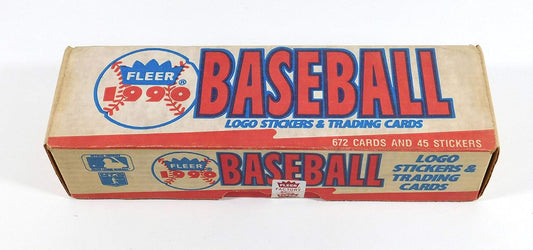 FLEER®
1990
BASEBALL
LOGO STICKERS & TRADING CARDS
672 CARDS AND 45 STICKERS
FLEER
1990
BASEBALL
LOGO
STICKERS &
TRADING
CARDS
FLEER